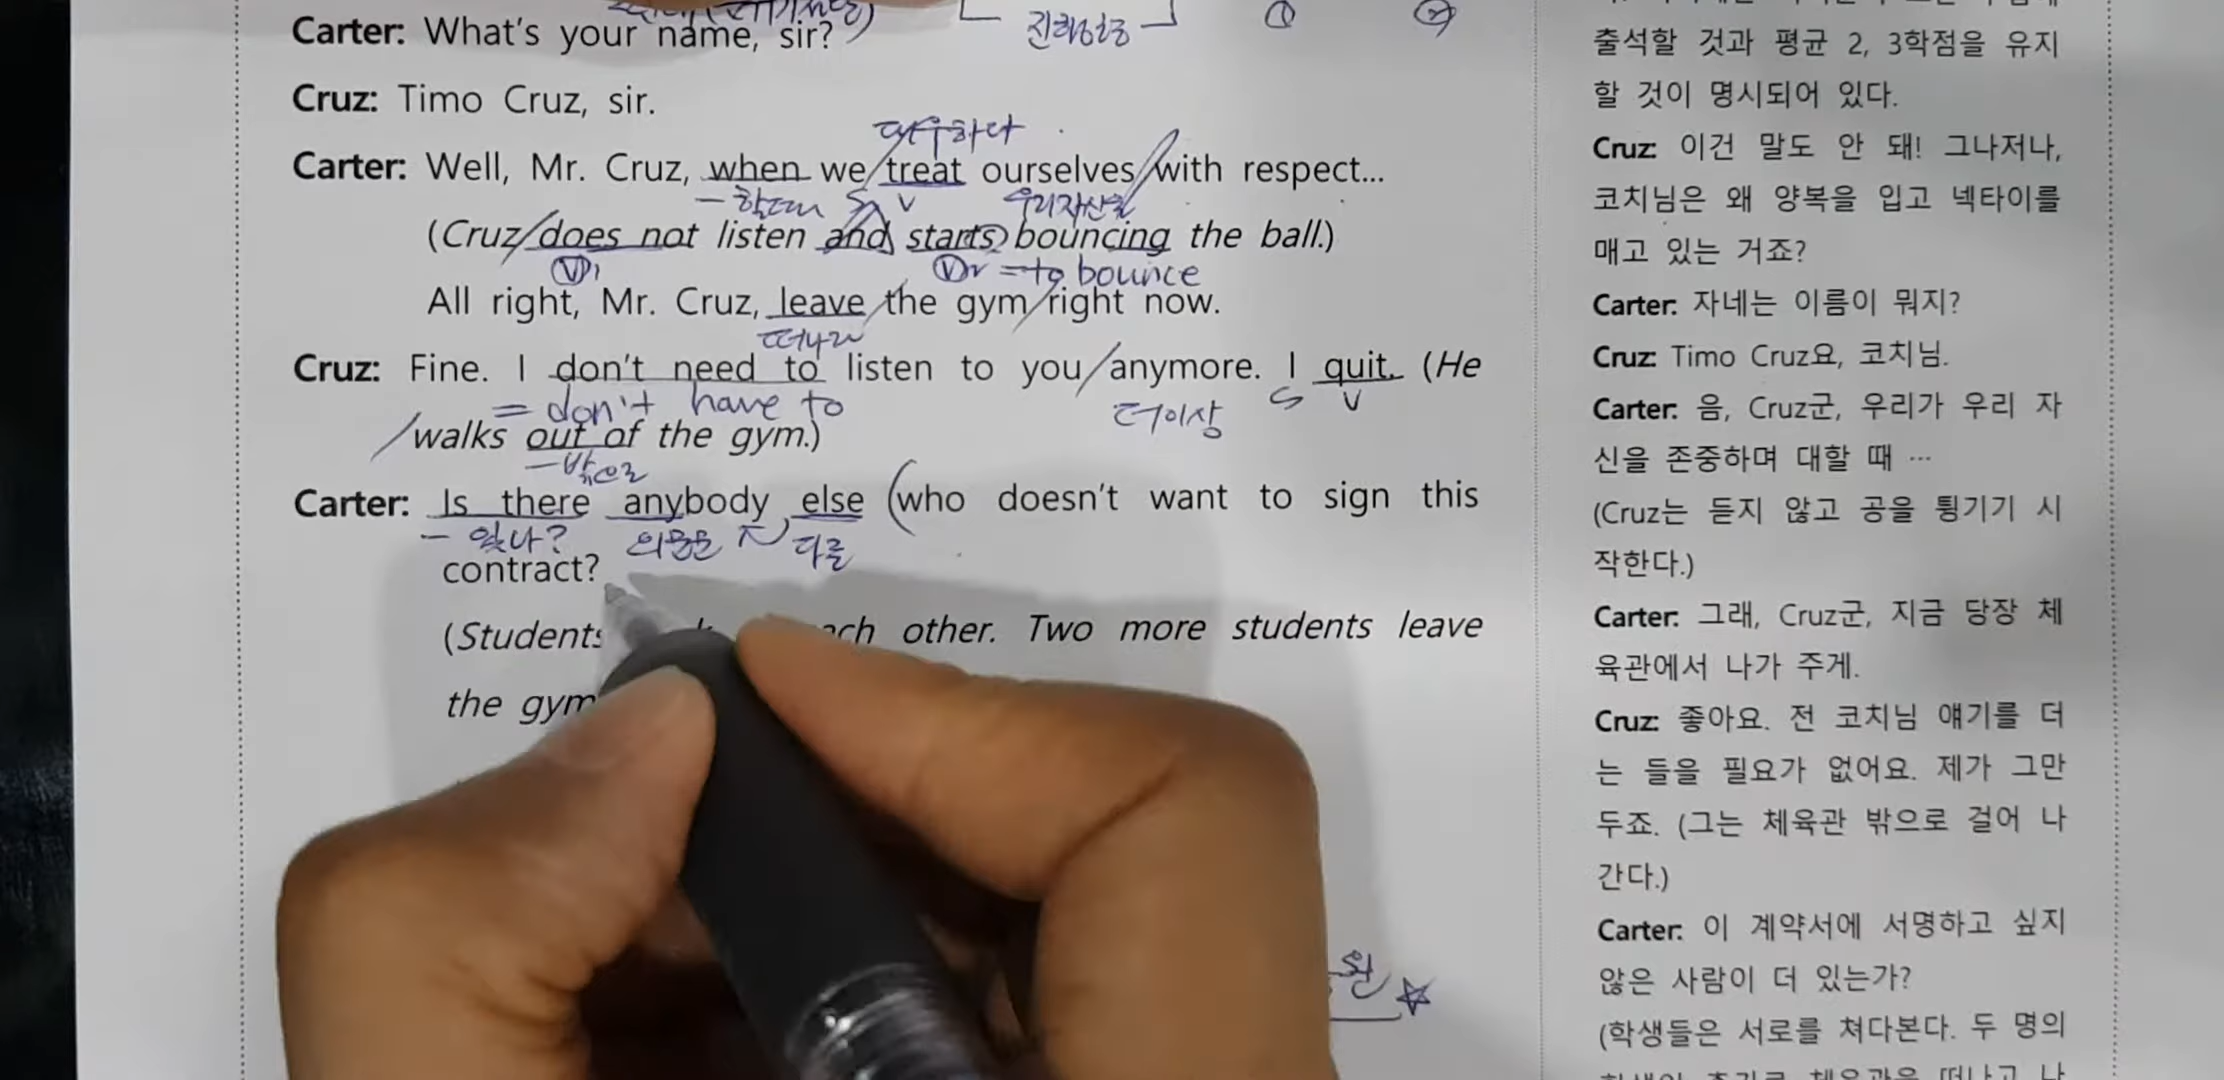 Carter: What's your name, sir?
진행암흥
①
②
Cruz: Timo Cruz, sir.
대우하다
Carter: Well, Mr. Cruz, when we treat ourselves with respect...
-할때 S V 우리자신을
(Cruz does not listen and starts bouncing the ball.)
V1 V2 = to bounce
All right, Mr. Cruz, leave the gym right now.
떠나라
Cruz: Fine. I don't need to listen to you anymore. I quit. (He
= don't have to 더이상 S V
walks out of the gym.)
-밖으로
Carter: Is there anybody else (who doesn't want to sign this
- 있나? 의문문 다른
contract?
(Students each other. Two more students leave
the gym
완 ☆
출석할 것과 평균 2, 3학점을 유지
할 것이 명시되어 있다.
Cruz: 이건 말도 안 돼! 그나저나,
코치님은 왜 양복을 입고 넥타이를
매고 있는 거죠?
Carter: 자네는 이름이 뭐지?
Cruz: Timo Cruz요, 코치님.
Carter: 음, Cruz군, 우리가 우리 자
신을 존중하며 대할 때 …
(Cruz는 듣지 않고 공을 튕기기 시
작한다.)
Carter: 그래, Cruz군, 지금 당장 체
육관에서 나가 주게.
Cruz: 좋아요. 전 코치님 얘기를 더
는 들을 필요가 없어요. 제가 그만
두죠. (그는 체육관 밖으로 걸어 나
간다.)
Carter: 이 계약서에 서명하고 싶지
않은 사람이 더 있는가?
(학생들은 서로를 쳐다본다. 두 명의